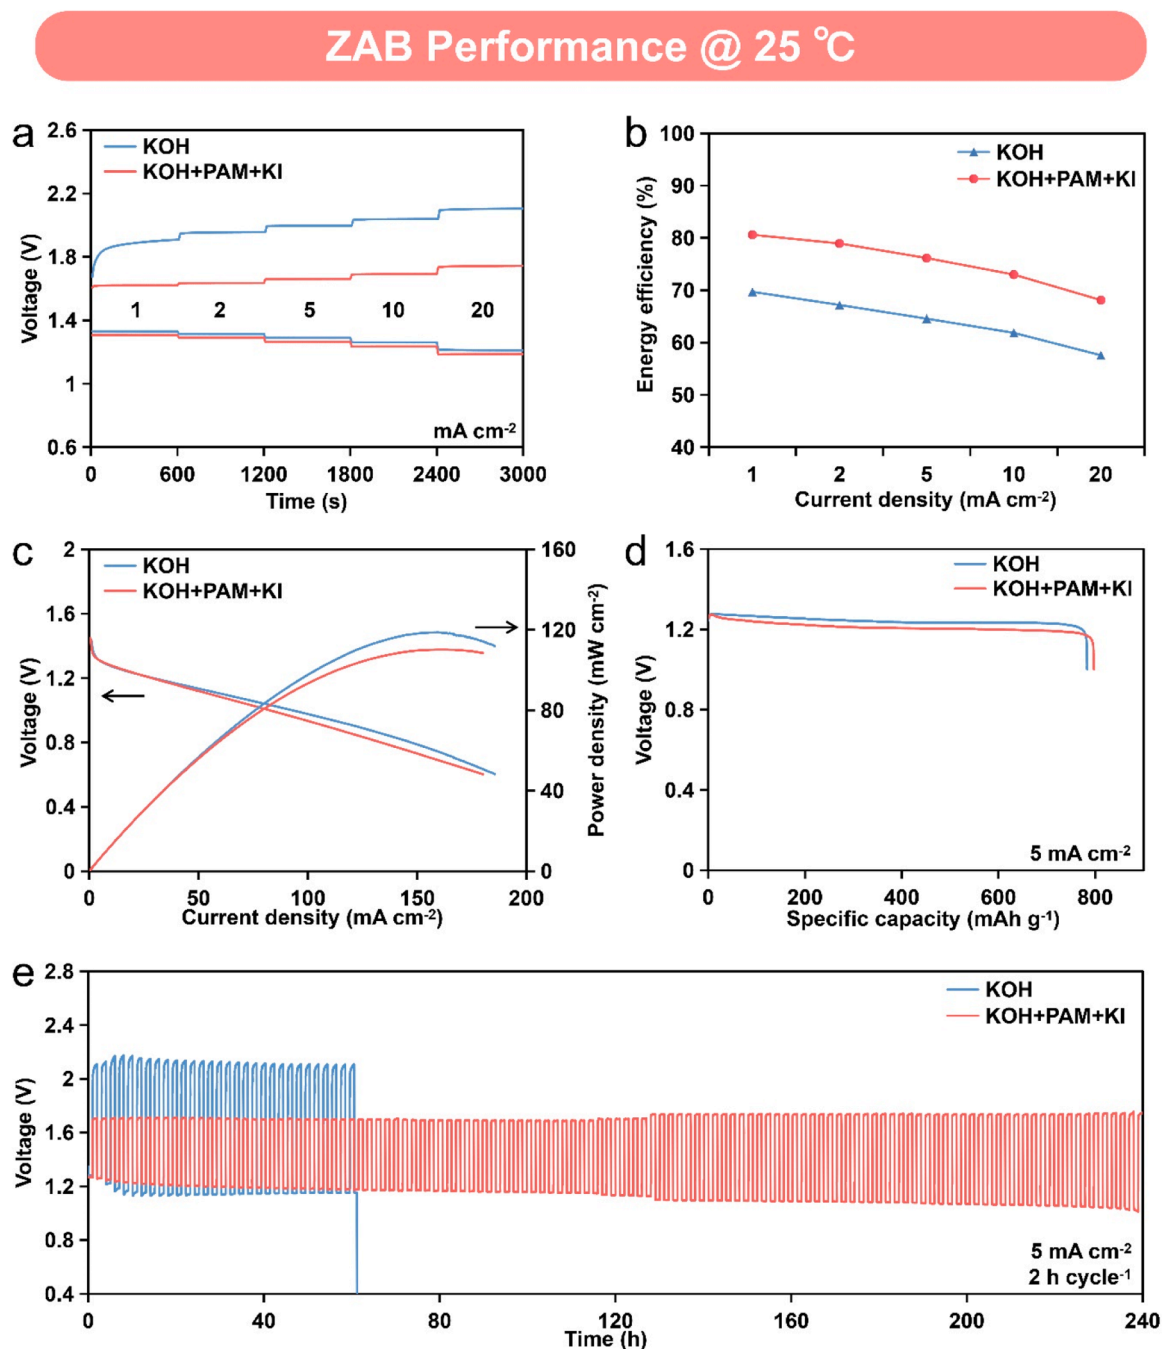 ZAB Performance @ 25 ℃
a
2.6
2.2
1.8
1.4
1
0.6
Voltage (V)
KOH
KOH+PAM+KI
1 2 5 10 20
mA cm⁻²
0 600 1200 1800 2400 3000
Time (s)
b
100
90
80
70
60
50
40
Energy efficiency (%)
KOH
KOH+PAM+KI
1 2 5 10 20
Current density (mA cm⁻²)
c
2
1.6
1.2
0.8
0.4
0
Voltage (V)
KOH
KOH+PAM+KI
160
120
80
40
0
Power density (mW cm⁻²)
0 50 100 150 200
Current density (mA cm⁻²)
d
1.6
1.2
0.8
0.4
0
Voltage (V)
KOH
KOH+PAM+KI
5 mA cm⁻²
0 200 400 600 800
Specific capacity (mAh g⁻¹)
e
2.8
2.4
2
1.6
1.2
0.8
0.4
Voltage (V)
KOH
KOH+PAM+KI
5 mA cm⁻²
2 h cycle⁻¹
0 40 80 120 160 200 240
Time (h)